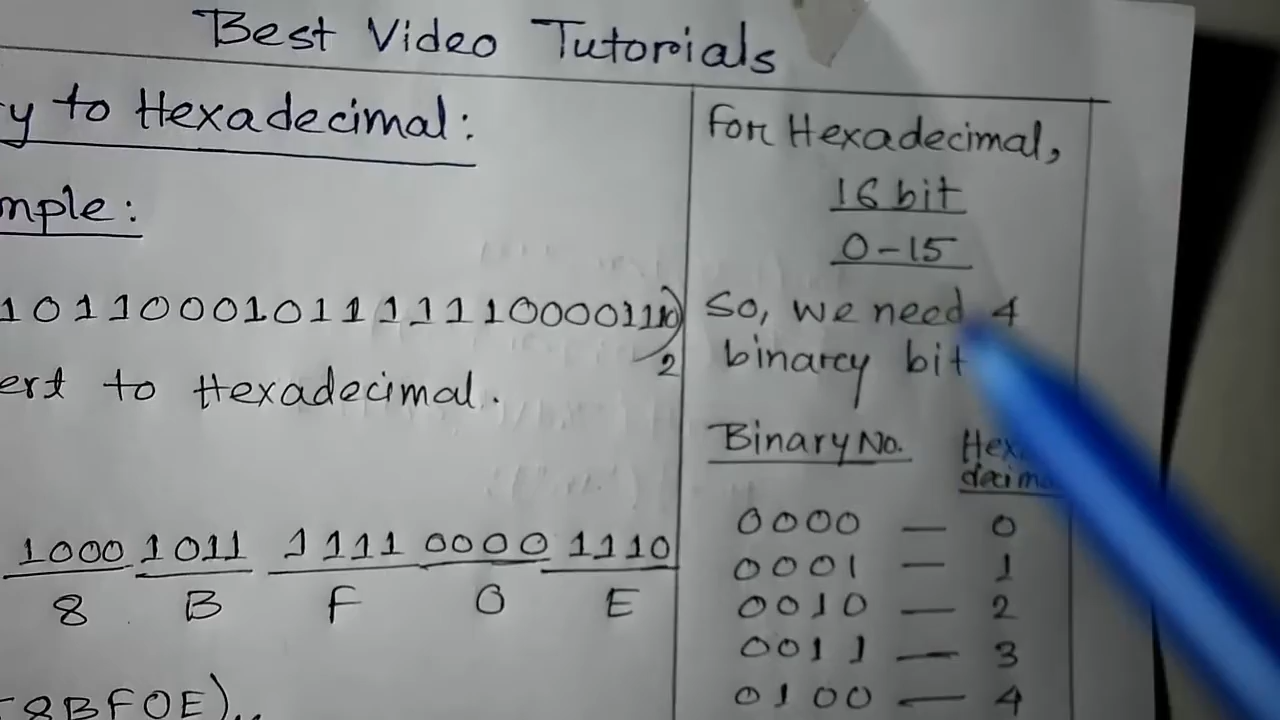 Best Video Tutorials
y to Hexadecimal:
mple:
10110001011111100001110)2
ert to Hexadecimal.
1000 1011 1111 0000 1110
8 B F 0 E
8BF0E)
For Hexadecimal,
16 bit
0-15
So, we need 4
binarcy bit
Binary No.
0000 — 0
0001 — 1
0010 — 2
0011 — 3
0100 — 4